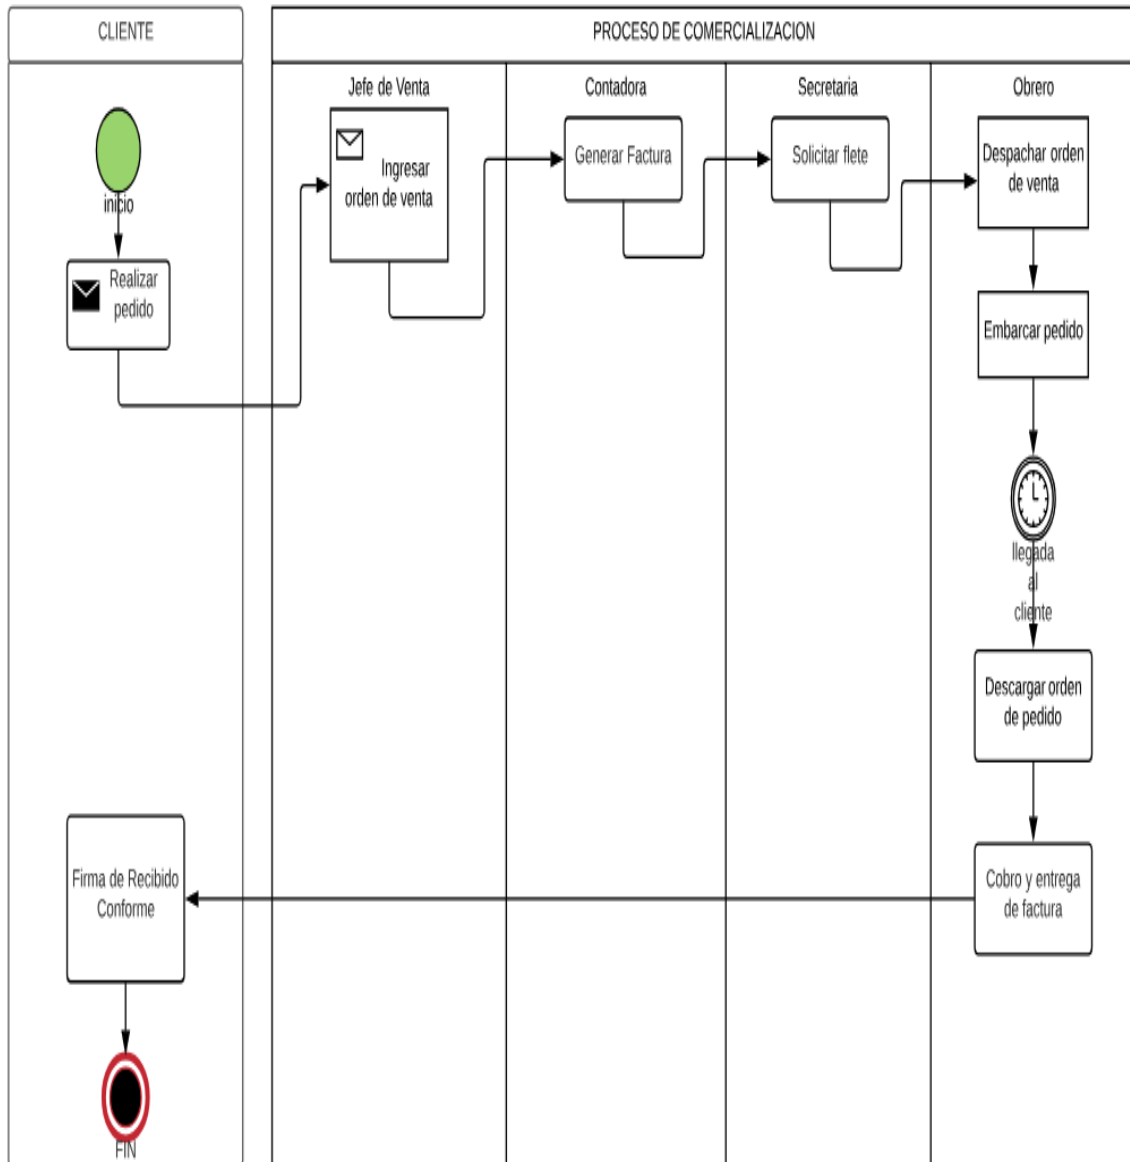 CLIENTE
PROCESO DE COMERCIALIZACION
Jefe de Venta
Contadora
Secretaria
Obrero
inicio
Realizar
pedido
Ingresar
orden de venta
Generar Factura
Solicitar flete
Despachar orden
de venta
Embarcar pedido
llegada
al
cliente
Descargar orden
de pedido
Cobro y entrega
de factura
Firma de Recibido
Conforme
FIN